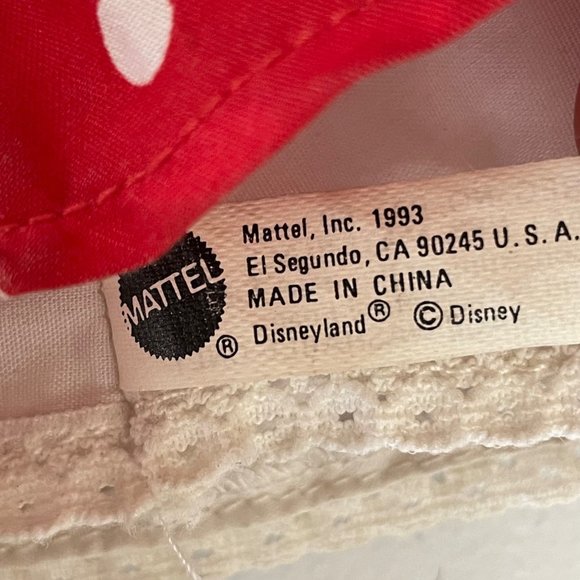 Mattel, Inc. 1993
El Segundo, CA 90245 U.S.A.
MADE IN CHINA
Disneyland® © Disney
MATTEL
®